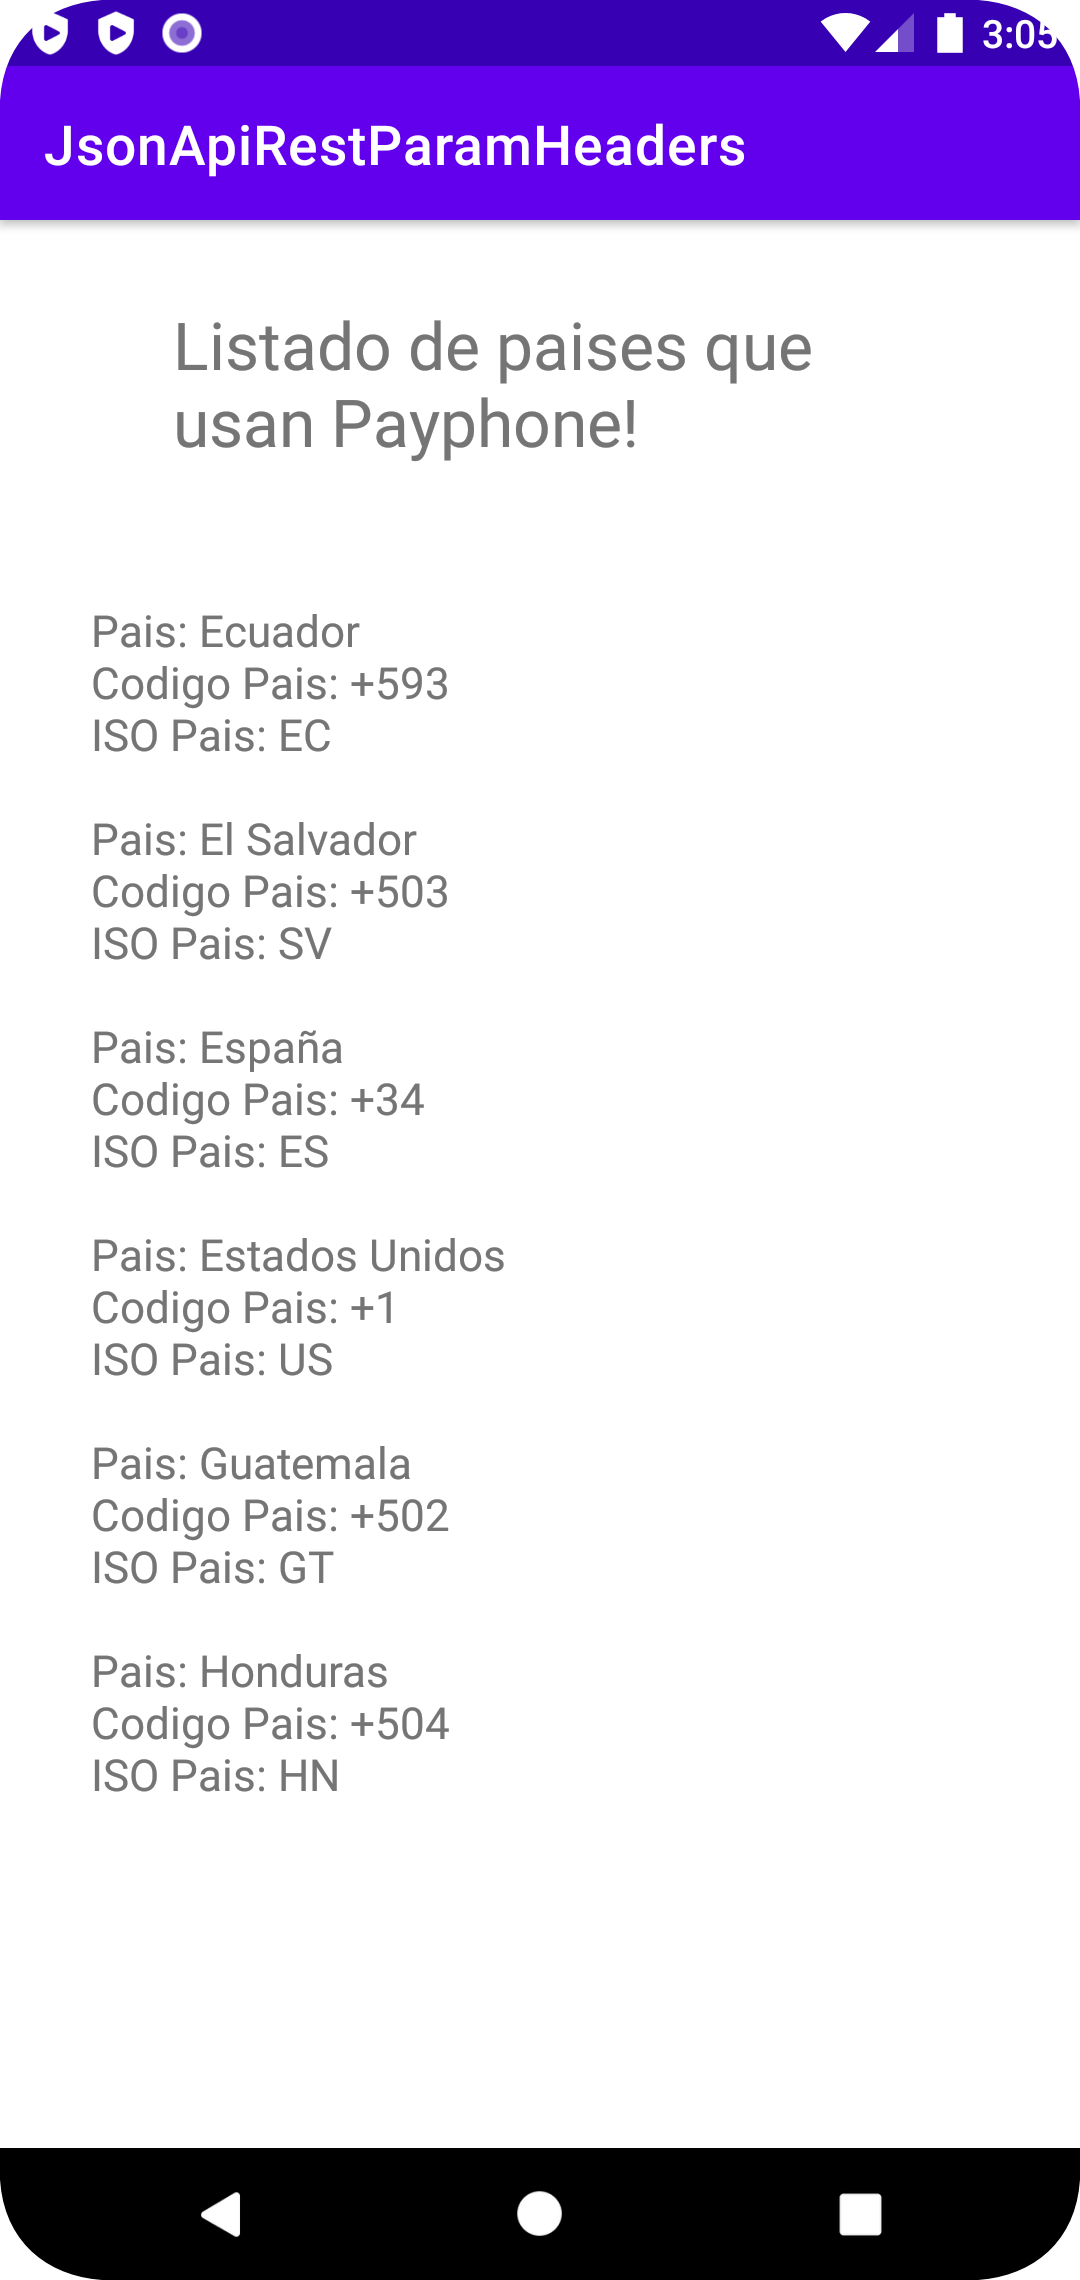 3:05
JsonApiRestParamHeaders
Listado de paises que
usan Payphone!
Pais: Ecuador
Codigo Pais: +593
ISO Pais: EC
Pais: El Salvador
Codigo Pais: +503
ISO Pais: SV
Pais: España
Codigo Pais: +34
ISO Pais: ES
Pais: Estados Unidos
Codigo Pais: +1
ISO Pais: US
Pais: Guatemala
Codigo Pais: +502
ISO Pais: GT
Pais: Honduras
Codigo Pais: +504
ISO Pais: HN